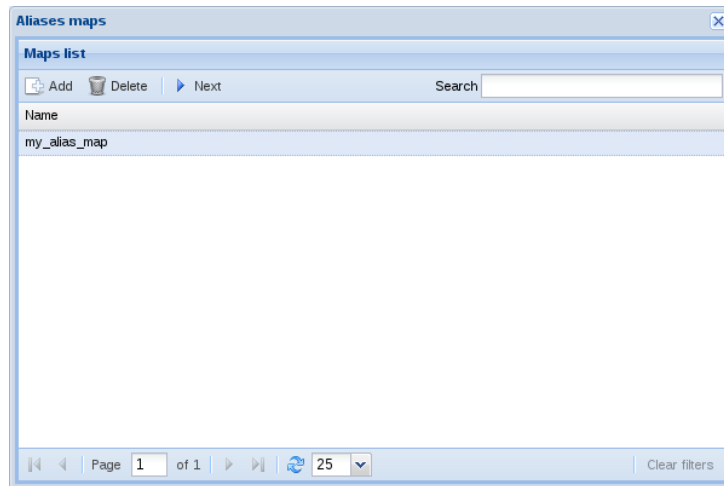 Aliases maps
Maps list
Add Delete Next Search
Name
my_alias_map
Page 1 of 1 25 Clear filters